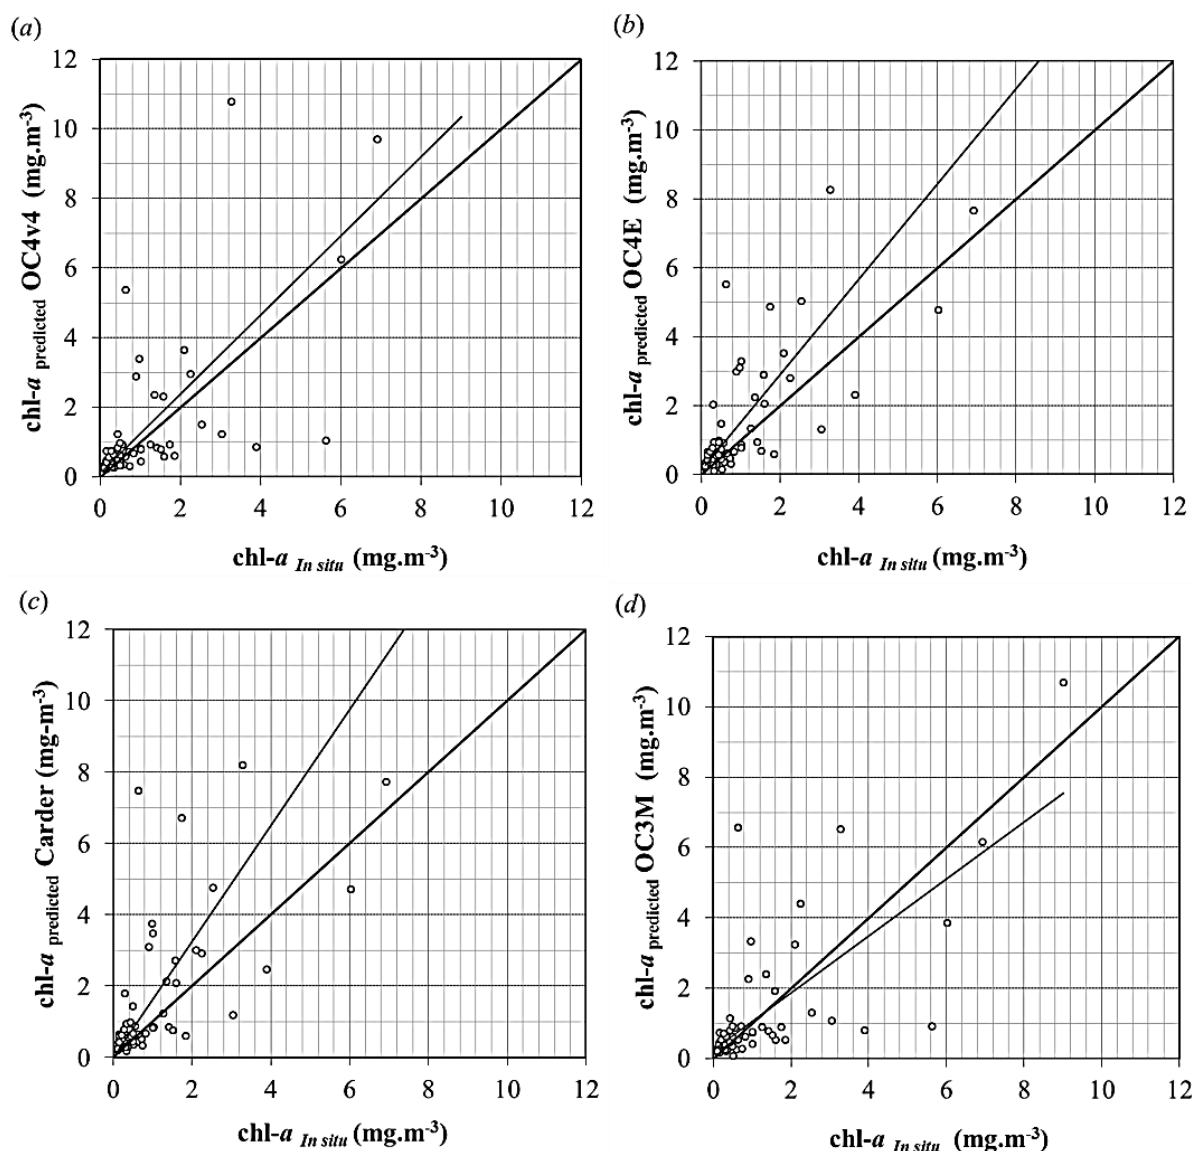 (a)
12
10
8
6
4
2
0
chl-a predicted OC4v4 (mg.m-3)
0 2 4 6 8 10 12
chl-a In situ (mg.m-3)
(b)
12
10
8
6
4
2
0
chl-a predicted OC4E (mg.m-3)
0 2 4 6 8 10 12
chl-a In situ (mg.m-3)
(c)
12
10
8
6
4
2
0
chl-a predicted Carder (mg-m-3)
0 2 4 6 8 10 12
chl-a In situ (mg.m-3)
(d)
12
10
8
6
4
2
0
chl-a predicted OC3M (mg.m-3)
0 2 4 6 8 10 12
chl-a In situ (mg.m-3)